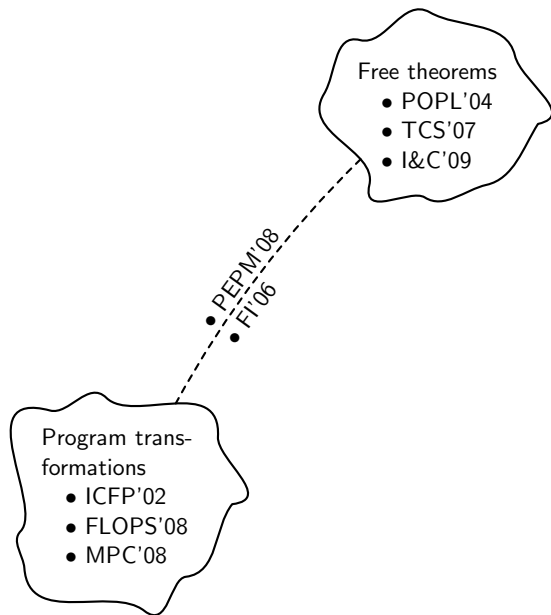 Free theorems
• POPL'04
• TCS'07
• I&C'09
• PEPM'08
• FI'06
Program trans-
formations
• ICFP'02
• FLOPS'08
• MPC'08